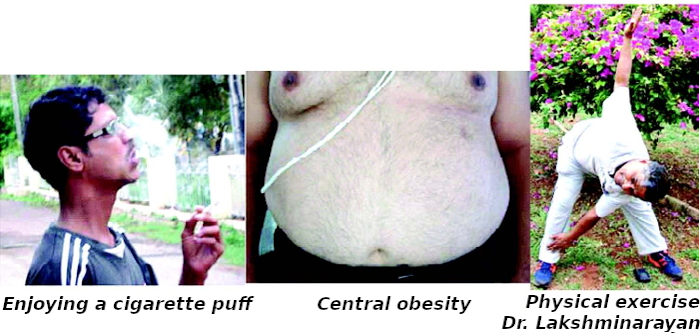 Enjoying a cigarette puff
Central obesity
Physical exercise
Dr. Lakshminarayan